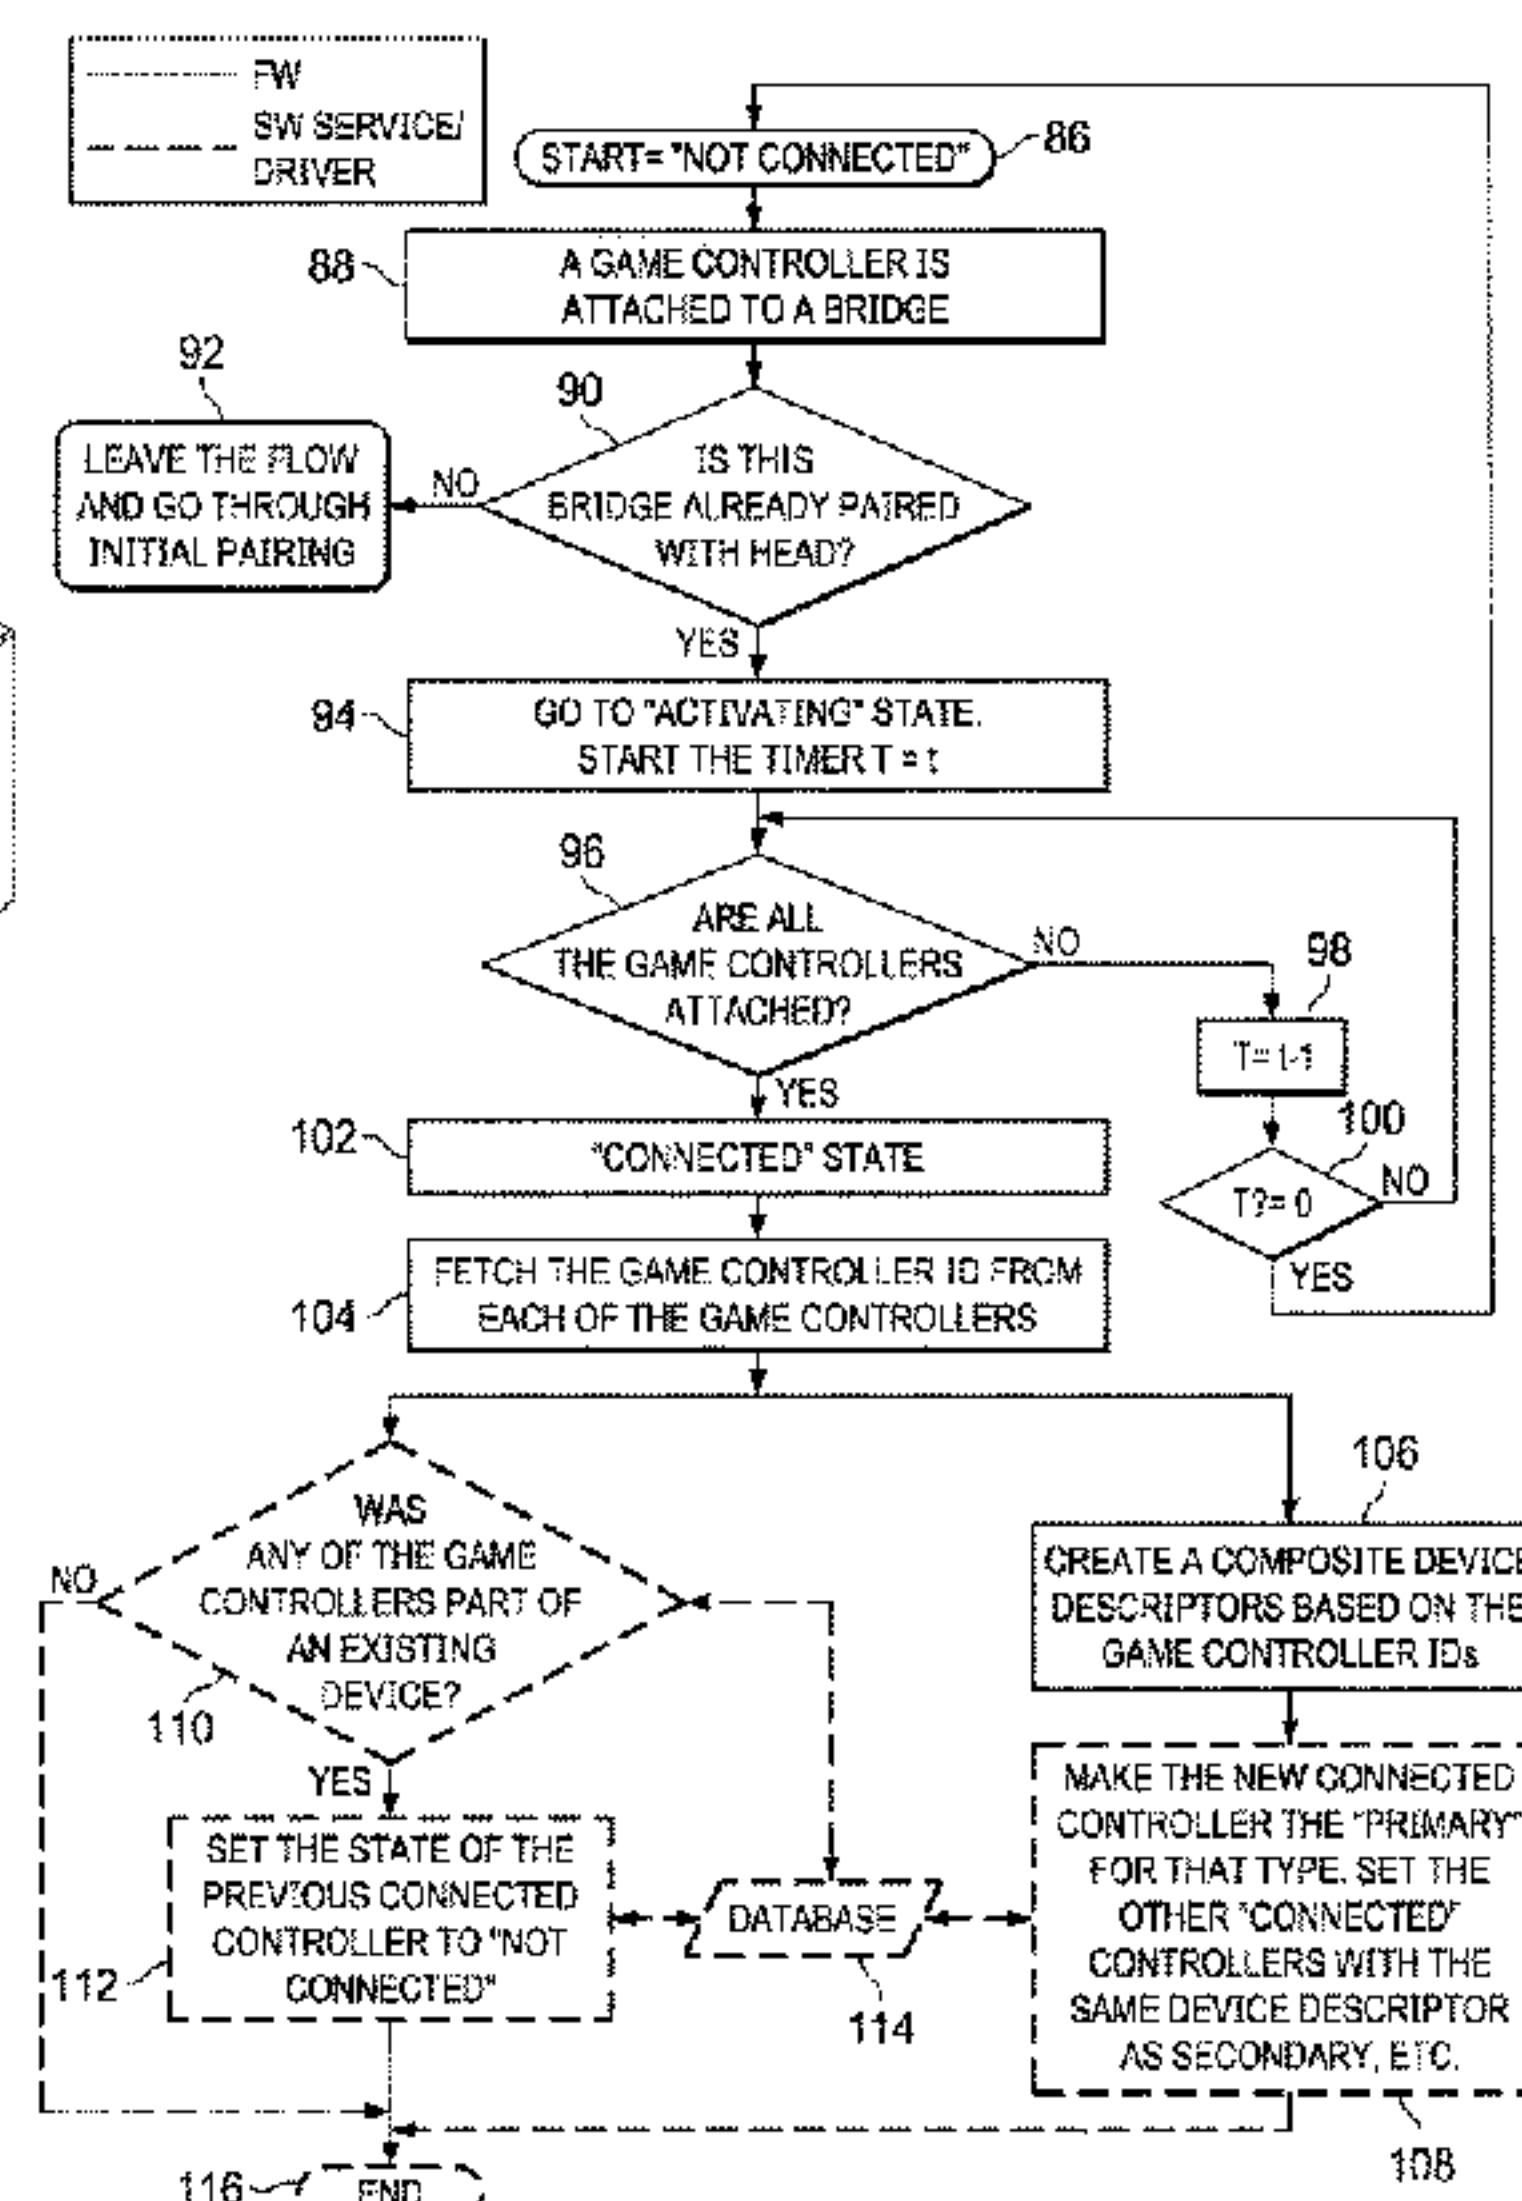 FW
SW SERVICE/
DRIVER
START= "NOT CONNECTED"
86
88
A GAME CONTROLLER IS
ATTACHED TO A BRIDGE
92
90
LEAVE THE FLOW
AND GO THROUGH
INITIAL PAIRING
NO
IS THIS
BRIDGE ALREADY PAIRED
WITH HEAD?
YES
94
GO TO "ACTIVATING" STATE.
START THE TIMER T = t
96
ARE ALL
THE GAME CONTROLLERS
ATTACHED?
NO
98
T= t-1
YES
100
102
"CONNECTED" STATE
T?= 0
NO
YES
104
FETCH THE GAME CONTROLLER ID FROM
EACH OF THE GAME CONTROLLERS
106
WAS
ANY OF THE GAME
CONTROLLERS PART OF
AN EXISTING
DEVICE?
NO
110
YES
CREATE A COMPOSITE DEVICE
DESCRIPTORS BASED ON THE
GAME CONTROLLER IDs
SET THE STATE OF THE
PREVIOUS CONNECTED
CONTROLLER TO "NOT
CONNECTED"
112
DATABASE
114
MAKE THE NEW CONNECTED
CONTROLLER THE "PRIMARY"
FOR THAT TYPE. SET THE
OTHER "CONNECTED"
CONTROLLERS WITH THE
SAME DEVICE DESCRIPTOR
AS SECONDARY, ETC.
108
116
END